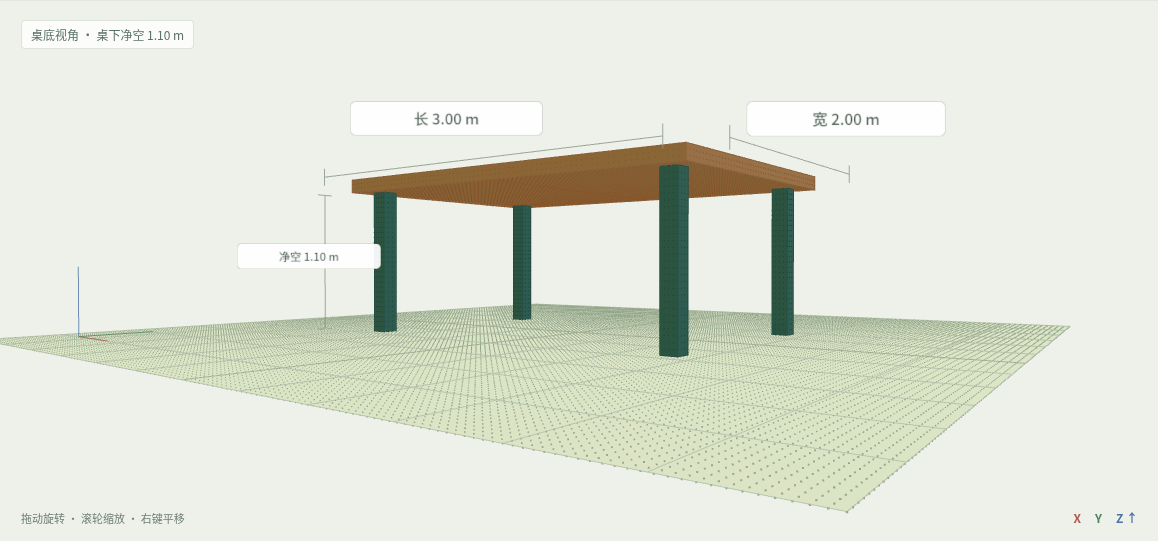 桌底视角 · 桌下净空 1.10 m
长 3.00 m
宽 2.00 m
净空 1.10 m
拖动旋转 · 滚轮缩放 · 右键平移
X Y Z↑